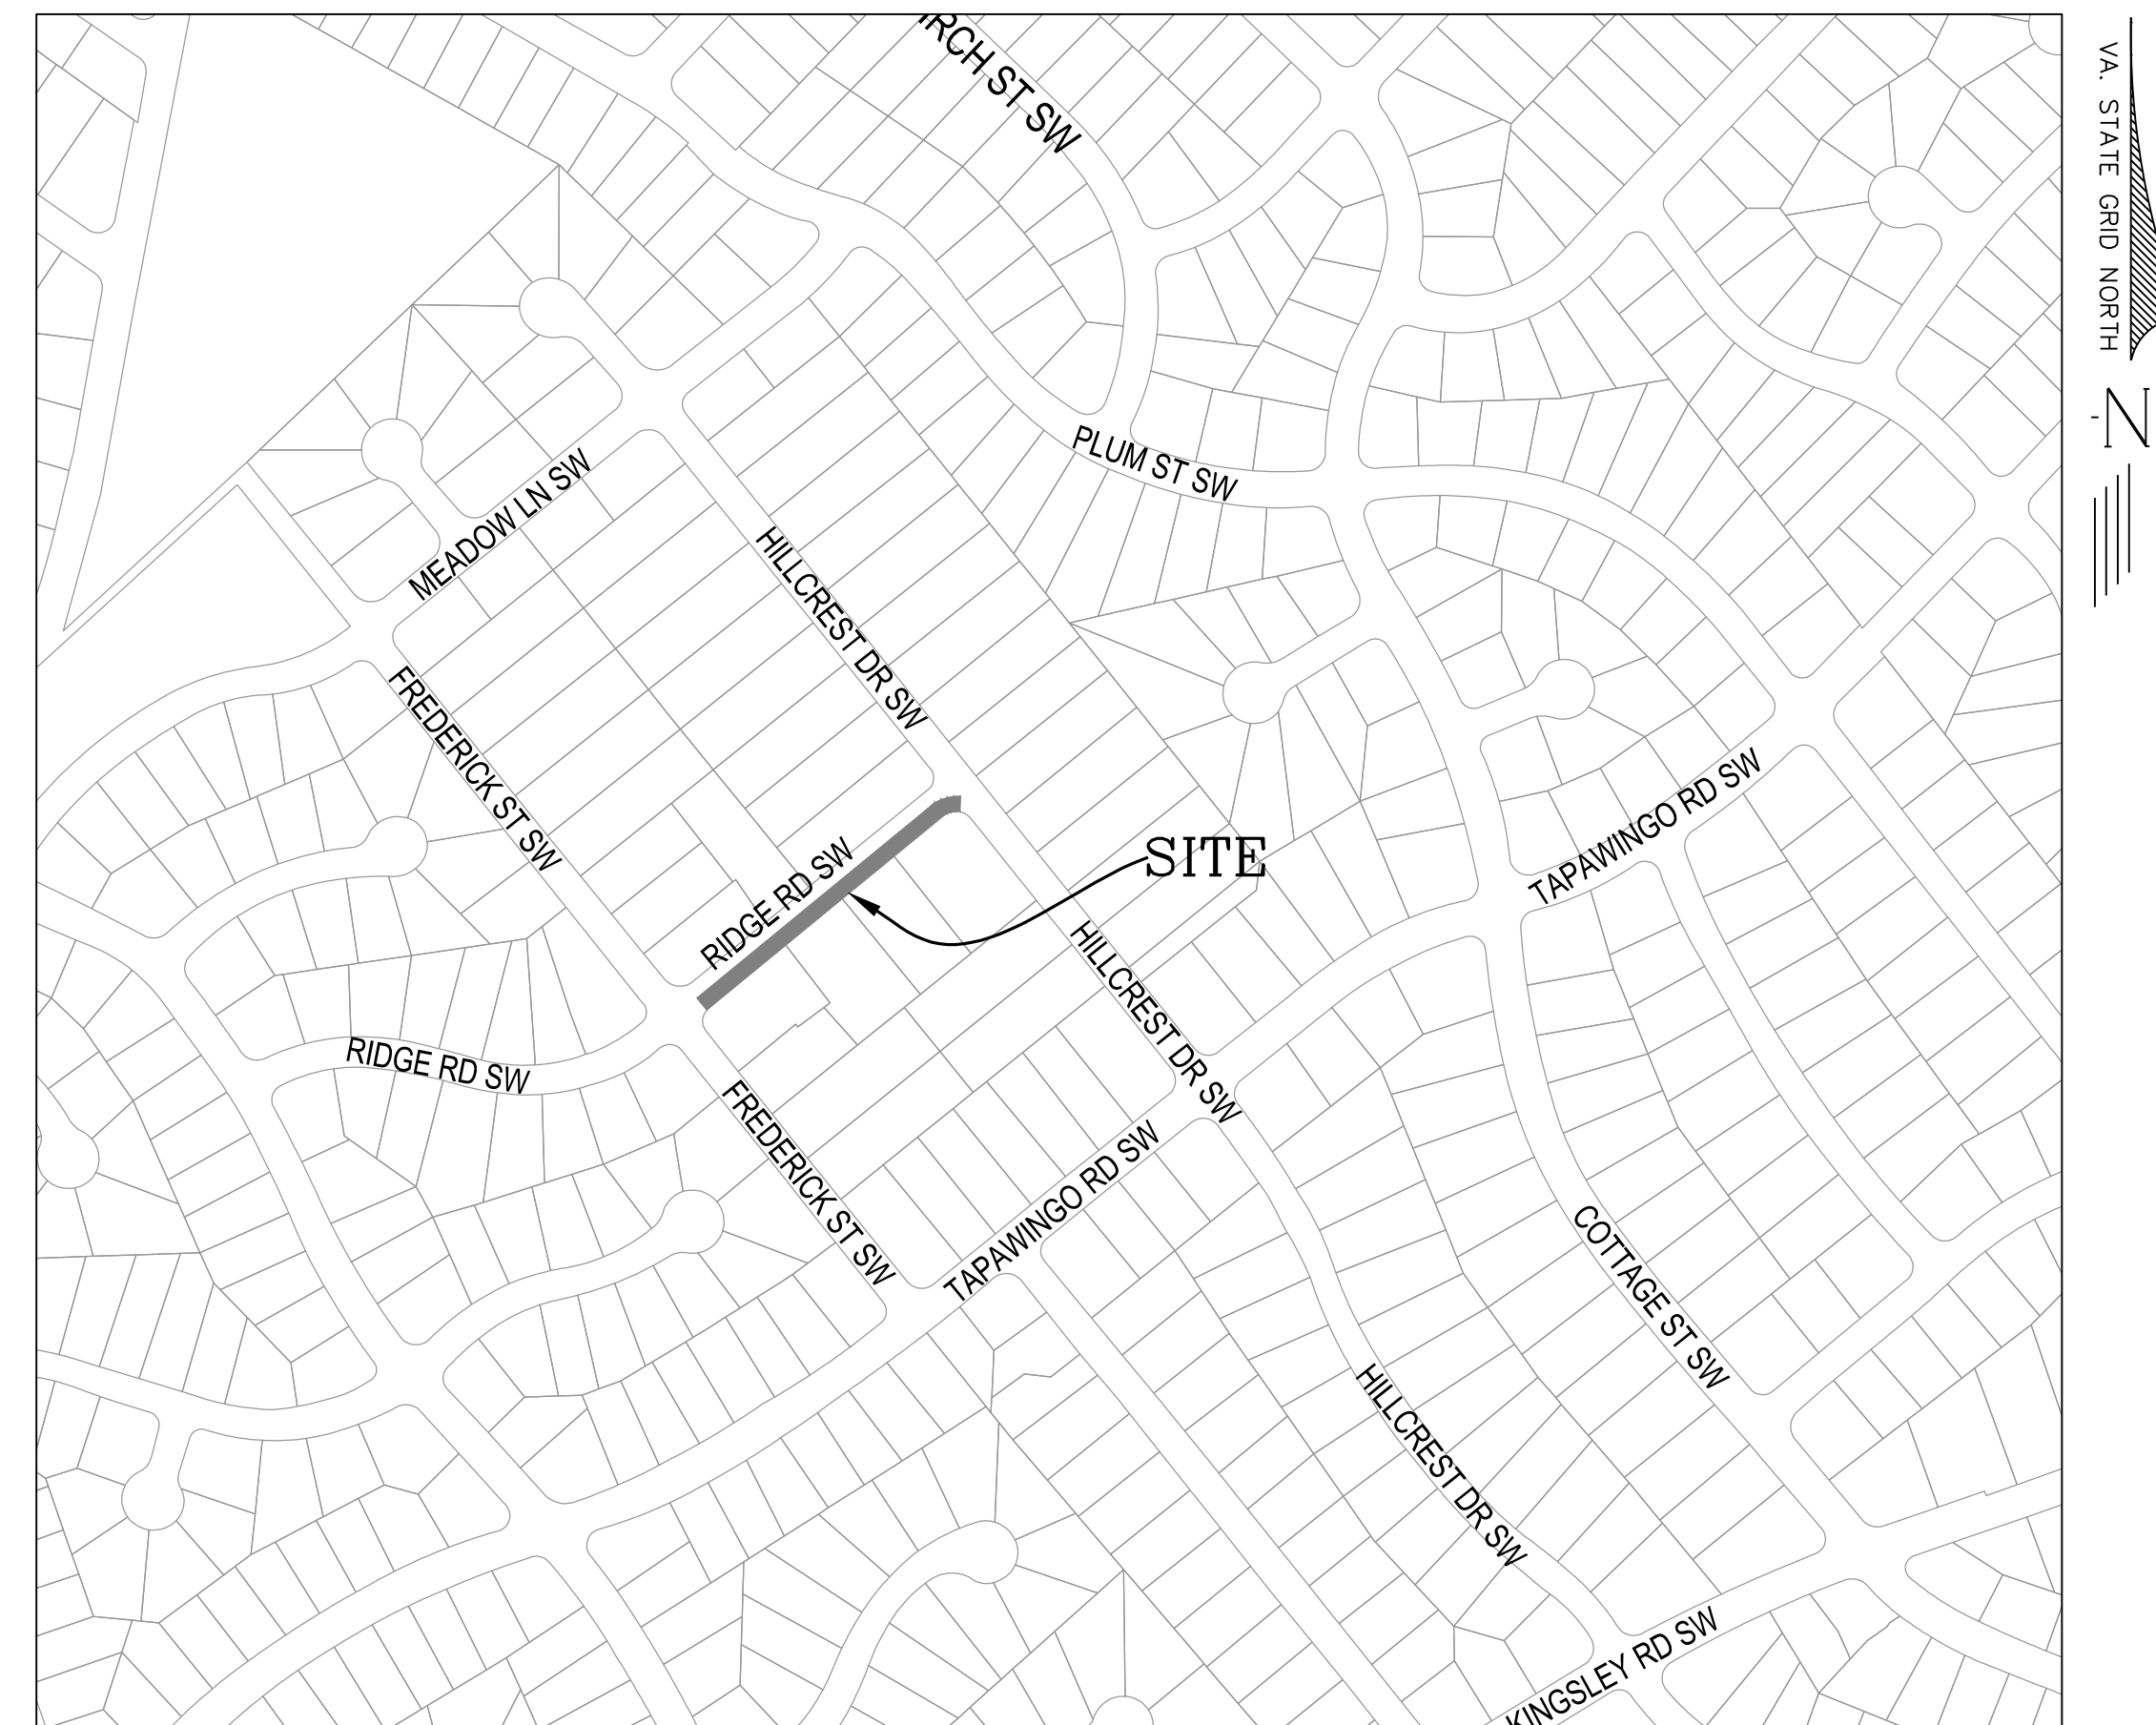 RCH ST SW
VA. STATE GRID NORTH
N
PLUM ST SW
MEADOW LN SW
HILLCREST DR SW
FREDERICK ST SW
TAPAWINGO RD SW
RIDGE RD SW
SITE
HILLCREST DR SW
RIDGE RD SW
FREDERICK ST SW
TAPAWINGO RD SW
COTTAGE ST SW
HILLCREST DR SW
KINGSLEY RD SW